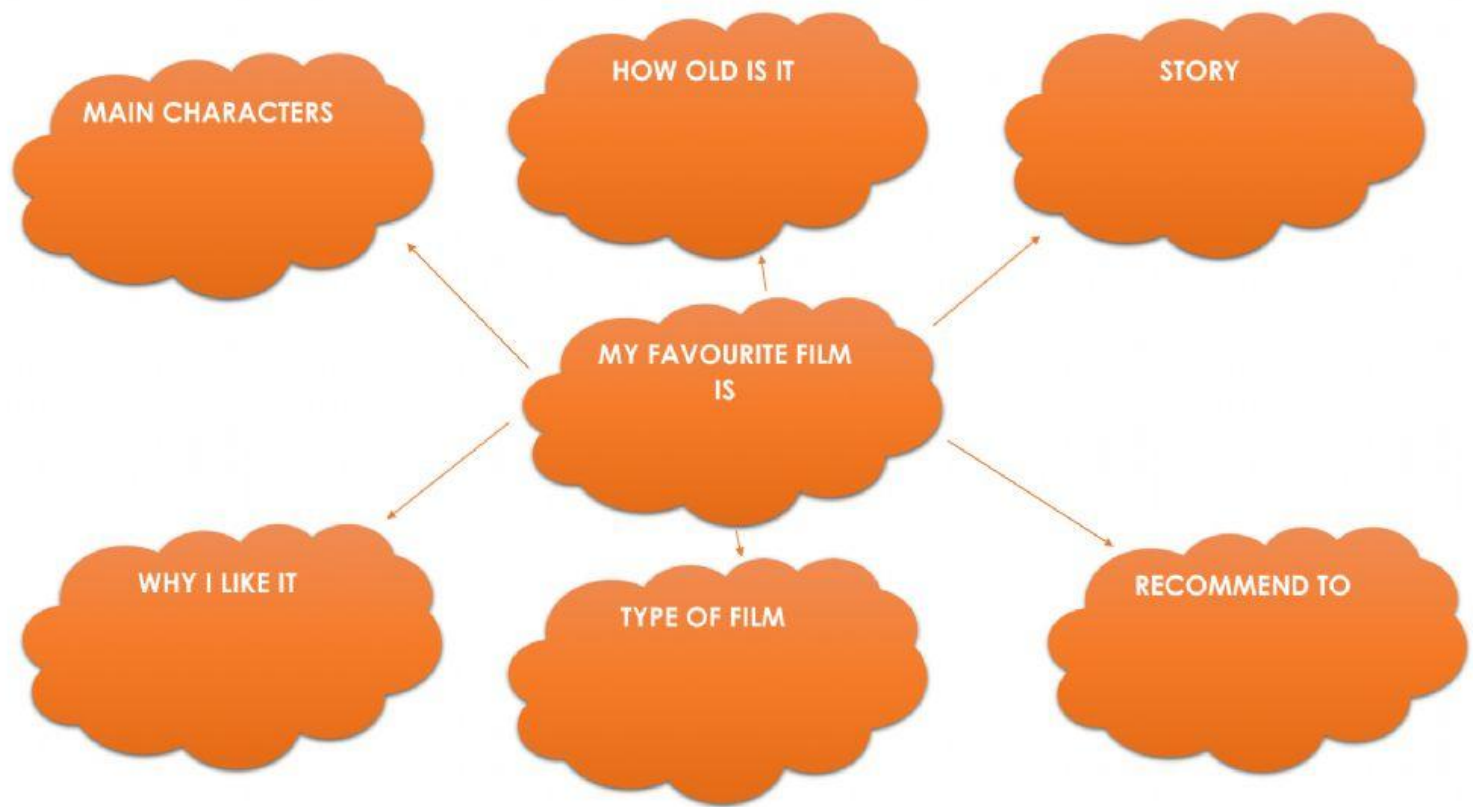 MAIN CHARACTERS
HOW OLD IS IT
STORY
MY FAVOURITE FILM
IS
WHY I LIKE IT
TYPE OF FILM
RECOMMEND TO